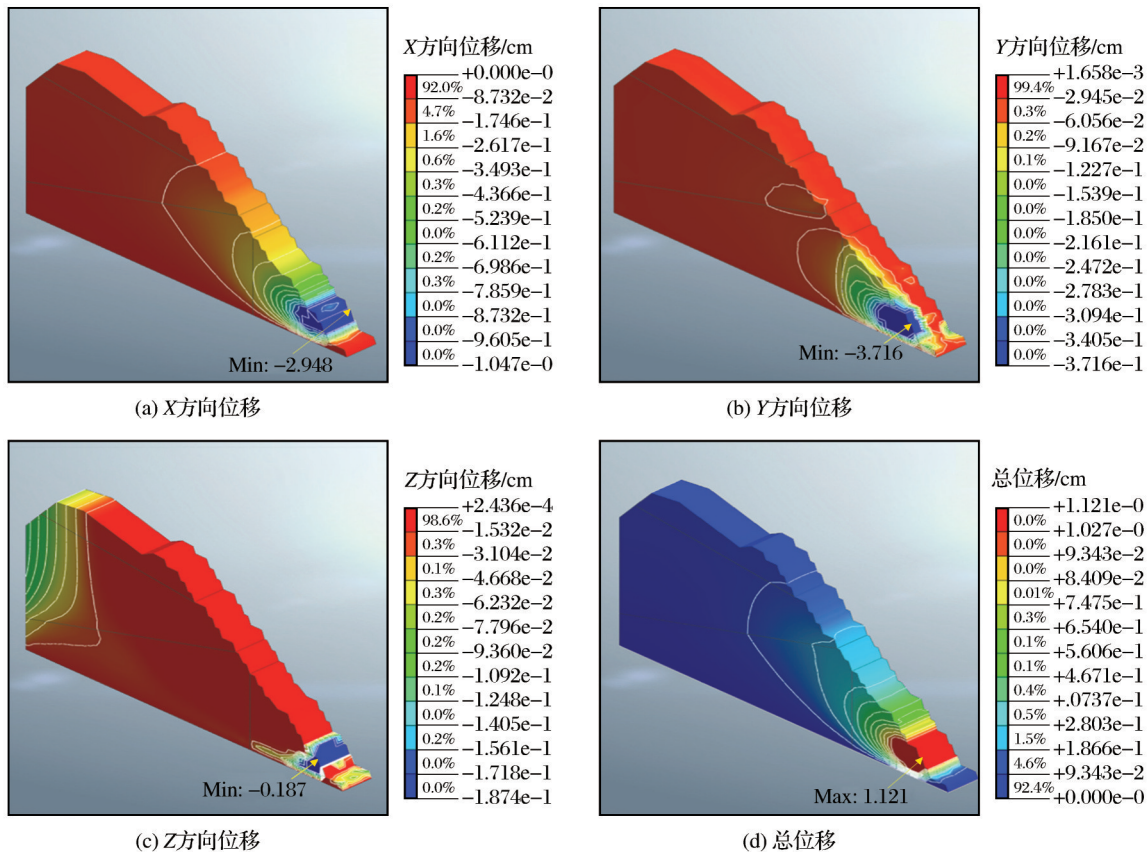 X方向位移/cm
+0.000e-0
92.0%
-8.732e-2
4.7%
-1.746e-1
1.6%
-2.617e-1
0.6%
-3.493e-1
0.3%
-4.366e-1
0.2%
-5.239e-1
0.0%
-6.112e-1
0.2%
-6.986e-1
0.3%
-7.859e-1
0.0%
-8.732e-1
0.0%
-9.605e-1
0.0%
-1.047e-0
Min: -2.948
(a) X方向位移
Y方向位移/cm
+1.658e-3
99.4%
-2.945e-2
0.3%
-6.056e-2
0.2%
-9.167e-2
0.1%
-1.227e-1
0.0%
-1.539e-1
0.0%
-1.850e-1
0.0%
-2.161e-1
0.0%
-2.472e-1
0.0%
-2.783e-1
0.0%
-3.094e-1
0.0%
-3.405e-1
0.0%
-3.716e-1
Min: -3.716
(b) Y方向位移
Z方向位移/cm
+2.436e-4
98.6%
-1.532e-2
0.3%
-3.104e-2
0.1%
-4.668e-2
0.3%
-6.232e-2
0.2%
-7.796e-2
0.2%
-9.360e-2
0.2%
-1.092e-1
0.1%
-1.248e-1
0.0%
-1.405e-1
0.2%
-1.561e-1
0.0%
-1.718e-1
0.0%
-1.874e-1
Min: -0.187
(c) Z方向位移
总位移/cm
+1.121e-0
0.0%
+1.027e-0
0.0%
+9.343e-2
0.0%
+8.409e-2
0.01%
+7.475e-1
0.3%
+6.540e-1
0.1%
+5.606e-1
0.1%
+4.671e-1
0.4%
+.0737e-1
0.5%
+2.803e-1
1.5%
+1.866e-1
4.6%
+9.343e-2
92.4%
+0.000e-0
Max: 1.121
(d) 总位移